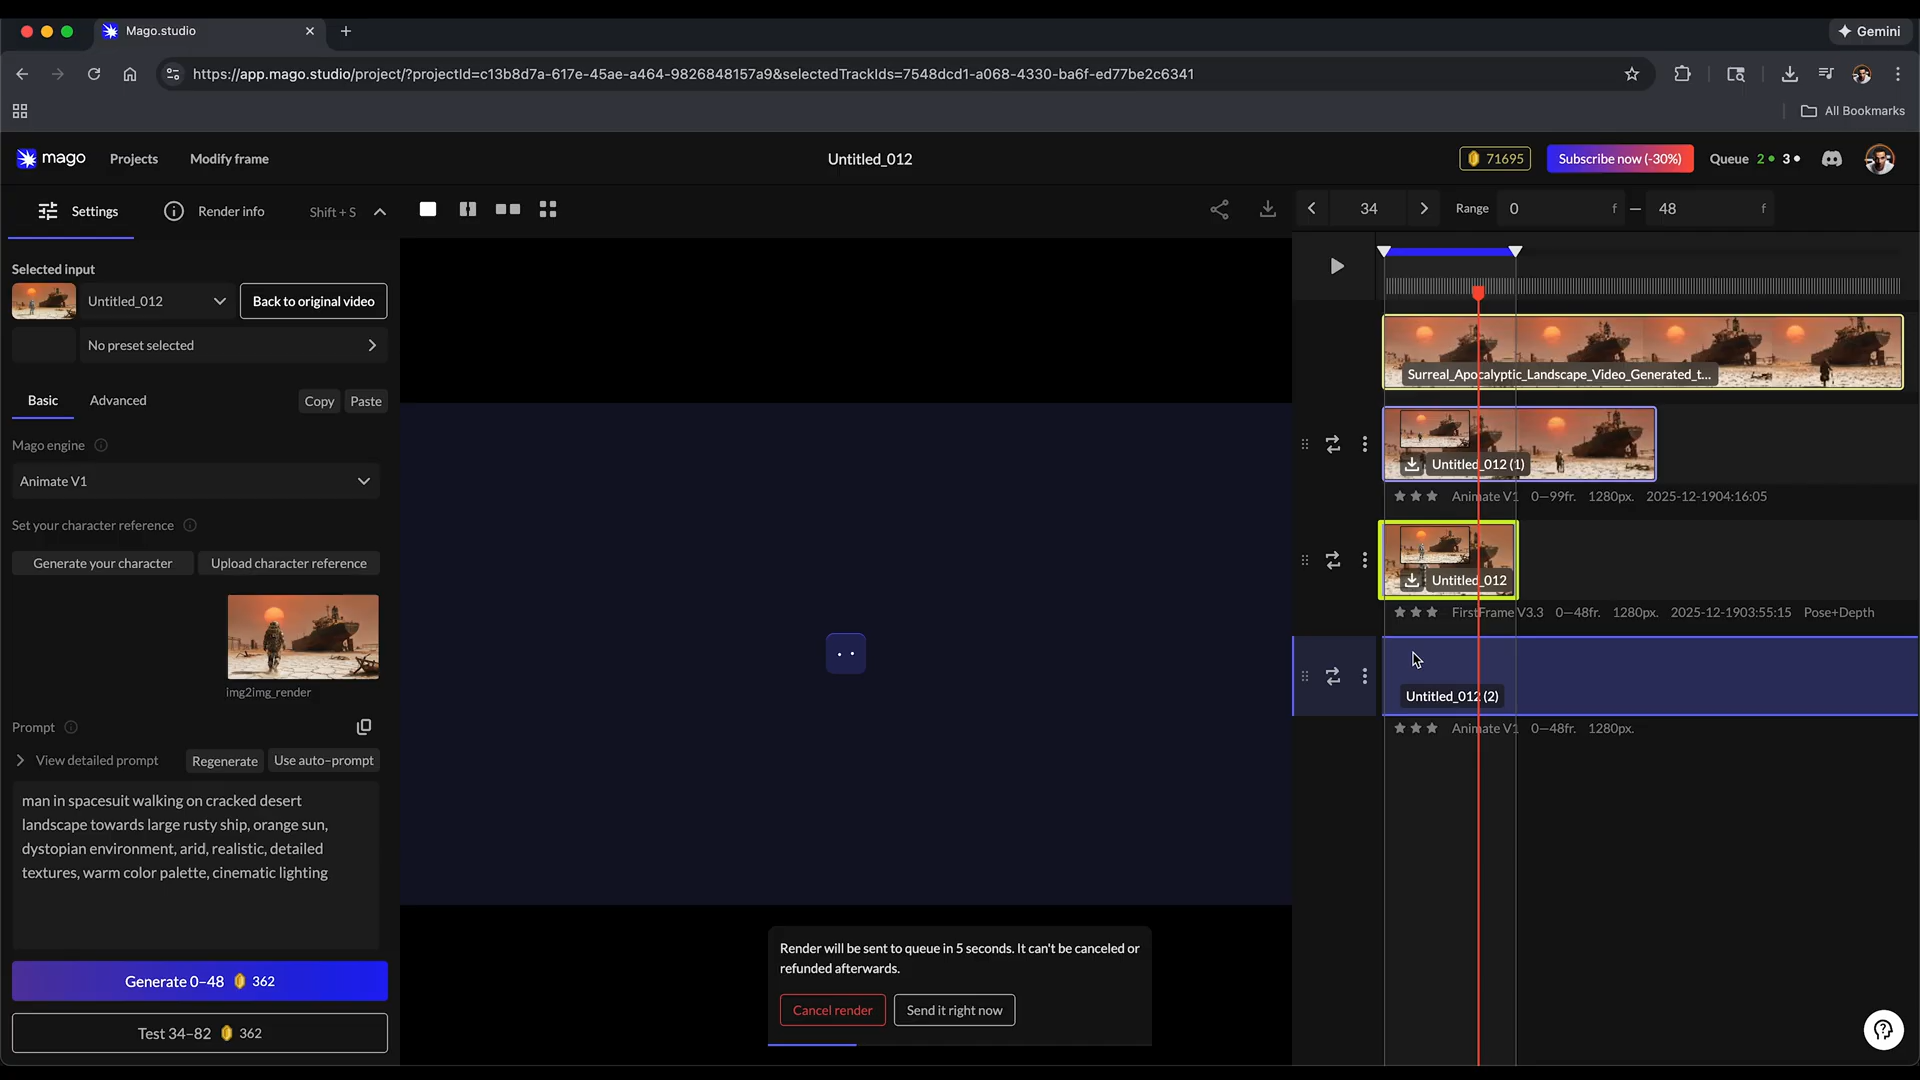 Mago.studio
Gemini
https://app.mago.studio/project/?projectId=c13b8d7a-617e-45ae-a464-9826848157a9&selectedTrackIds=7548dcd1-a068-4330-ba6f-ed77be2c6341
All Bookmarks
mago
Projects
Modify frame
Untitled_012
71695
Subscribe now (-30%)
Queue 2 3
Settings
Render info
Shift + S
34
Range 0 f — 48 f
Selected input
Untitled_012
Back to original video
No preset selected
Basic
Advanced
Copy
Paste
Mago engine
Animate V1
Set your character reference
Generate your character
Upload character reference
img2img_render
Prompt
View detailed prompt
Regenerate
Use auto-prompt
man in spacesuit walking on cracked desert
landscape towards large rusty ship, orange sun,
dystopian environment, arid, realistic, detailed
textures, warm color palette, cinematic lighting
Generate 0–48 362
Test 34–82 362
Render will be sent to queue in 5 seconds. It can't be canceled or
refunded afterwards.
Cancel render
Send it right now
Surreal_Apocalyptic_Landscape_Video_Generated_t...
Untitled_012 (1)
Animate V1 0—99fr. 1280px. 2025-12-1904:16:05
Untitled_012
FirstFrame V3.3 0—48fr. 1280px. 2025-12-1903:55:15 Pose+Depth
Untitled_012 (2)
Animate V1 0—48fr. 1280px.